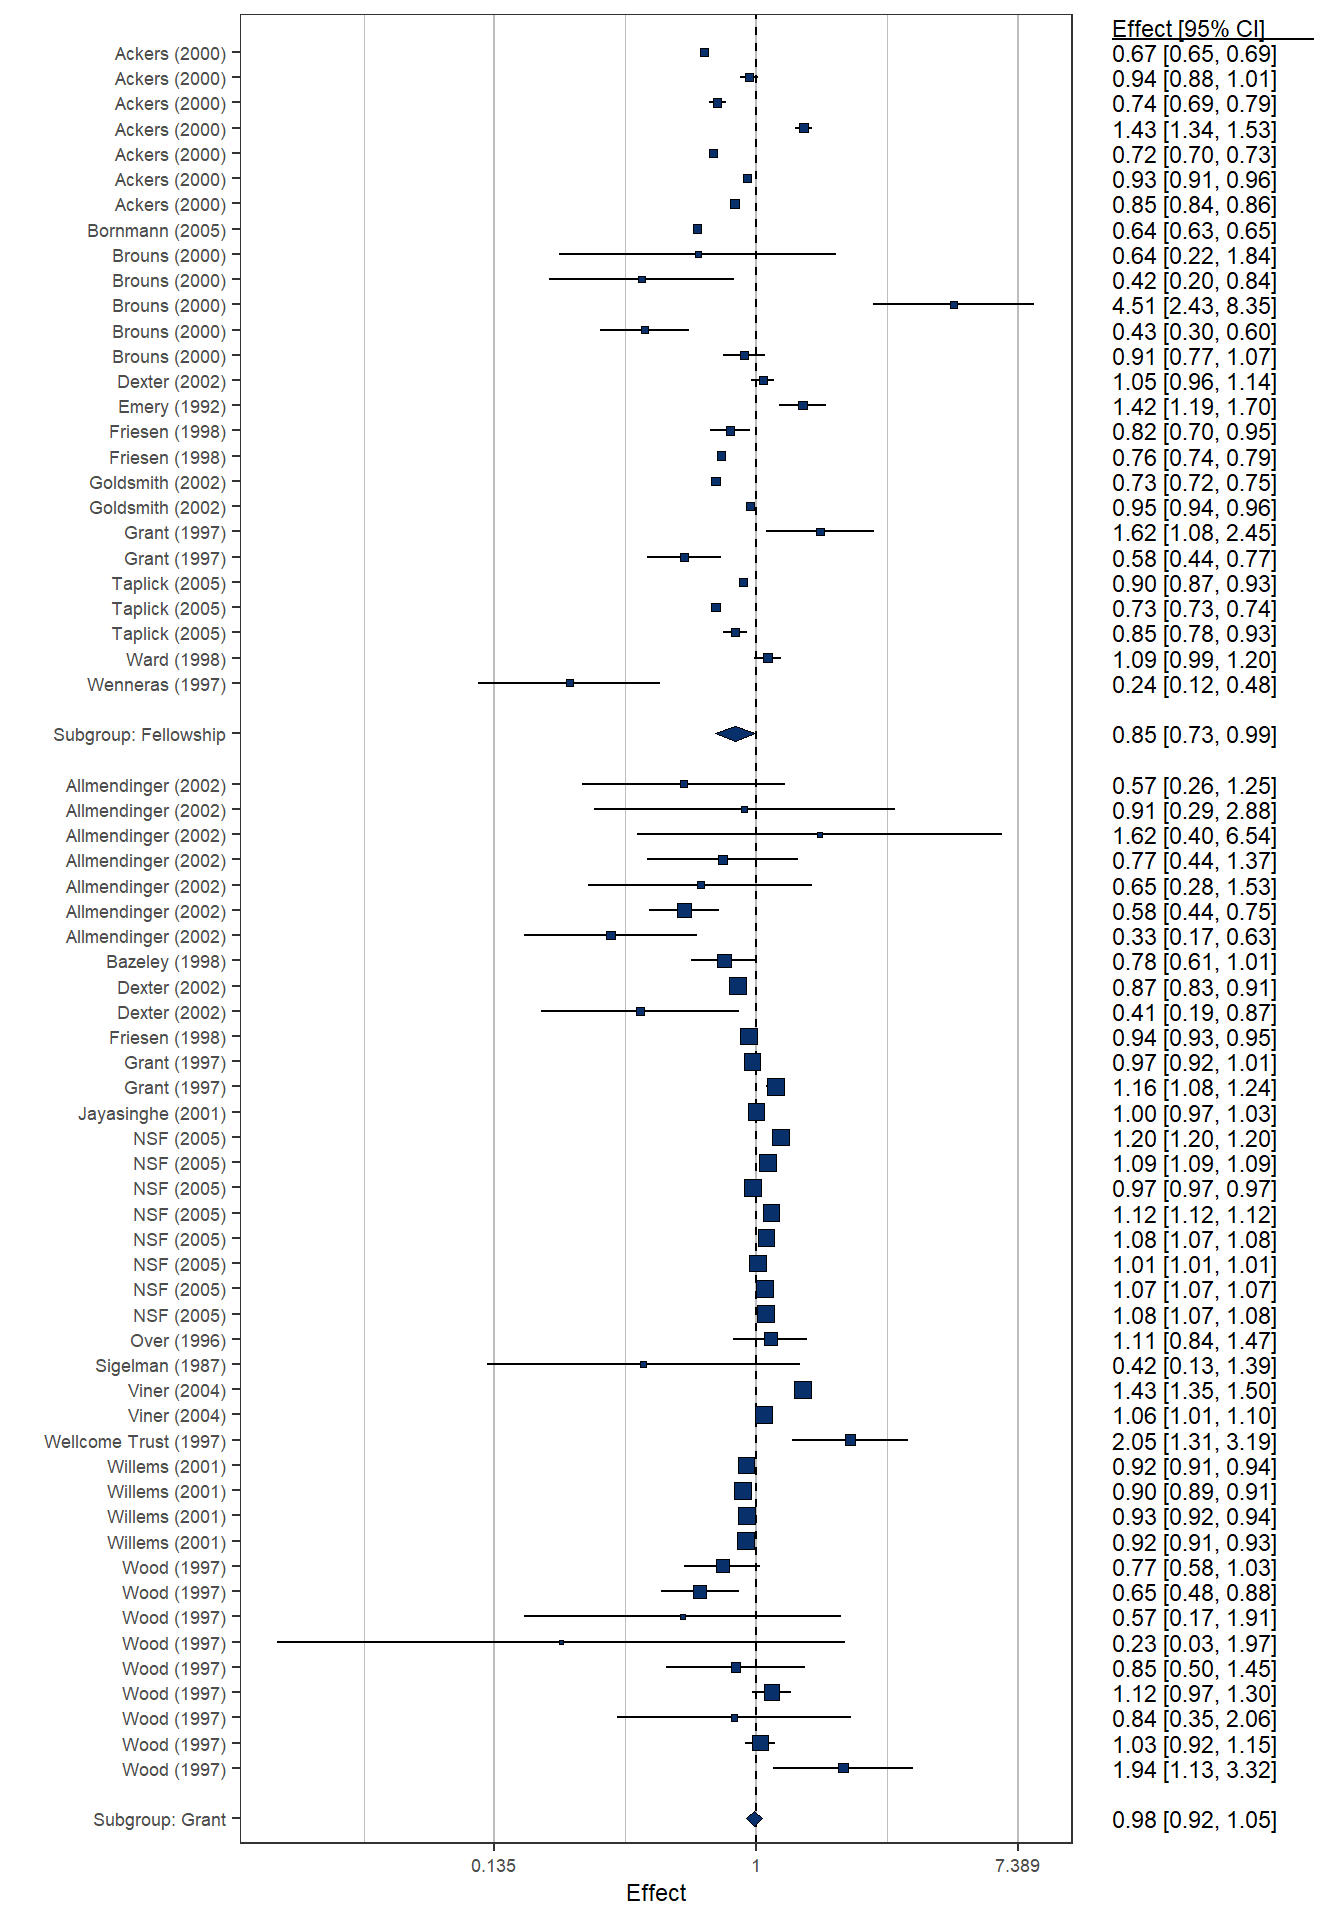 Effect [95% CI]
Ackers (2000) 0.67 [0.65, 0.69]
Ackers (2000) 0.94 [0.88, 1.01]
Ackers (2000) 0.74 [0.69, 0.79]
Ackers (2000) 1.43 [1.34, 1.53]
Ackers (2000) 0.72 [0.70, 0.73]
Ackers (2000) 0.93 [0.91, 0.96]
Ackers (2000) 0.85 [0.84, 0.86]
Bornmann (2005) 0.64 [0.63, 0.65]
Brouns (2000) 0.64 [0.22, 1.84]
Brouns (2000) 0.42 [0.20, 0.84]
Brouns (2000) 4.51 [2.43, 8.35]
Brouns (2000) 0.43 [0.30, 0.60]
Brouns (2000) 0.91 [0.77, 1.07]
Dexter (2002) 1.05 [0.96, 1.14]
Emery (1992) 1.42 [1.19, 1.70]
Friesen (1998) 0.82 [0.70, 0.95]
Friesen (1998) 0.76 [0.74, 0.79]
Goldsmith (2002) 0.73 [0.72, 0.75]
Goldsmith (2002) 0.95 [0.94, 0.96]
Grant (1997) 1.62 [1.08, 2.45]
Grant (1997) 0.58 [0.44, 0.77]
Taplick (2005) 0.90 [0.87, 0.93]
Taplick (2005) 0.73 [0.73, 0.74]
Taplick (2005) 0.85 [0.78, 0.93]
Ward (1998) 1.09 [0.99, 1.20]
Wenneras (1997) 0.24 [0.12, 0.48]
Subgroup: Fellowship 0.85 [0.73, 0.99]
Allmendinger (2002) 0.57 [0.26, 1.25]
Allmendinger (2002) 0.91 [0.29, 2.88]
Allmendinger (2002) 1.62 [0.40, 6.54]
Allmendinger (2002) 0.77 [0.44, 1.37]
Allmendinger (2002) 0.65 [0.28, 1.53]
Allmendinger (2002) 0.58 [0.44, 0.75]
Allmendinger (2002) 0.33 [0.17, 0.63]
Bazeley (1998) 0.78 [0.61, 1.01]
Dexter (2002) 0.87 [0.83, 0.91]
Dexter (2002) 0.41 [0.19, 0.87]
Friesen (1998) 0.94 [0.93, 0.95]
Grant (1997) 0.97 [0.92, 1.01]
Grant (1997) 1.16 [1.08, 1.24]
Jayasinghe (2001) 1.00 [0.97, 1.03]
NSF (2005) 1.20 [1.20, 1.20]
NSF (2005) 1.09 [1.09, 1.09]
NSF (2005) 0.97 [0.97, 0.97]
NSF (2005) 1.12 [1.12, 1.12]
NSF (2005) 1.08 [1.07, 1.08]
NSF (2005) 1.01 [1.01, 1.01]
NSF (2005) 1.07 [1.07, 1.07]
NSF (2005) 1.08 [1.07, 1.08]
Over (1996) 1.11 [0.84, 1.47]
Sigelman (1987) 0.42 [0.13, 1.39]
Viner (2004) 1.43 [1.35, 1.50]
Viner (2004) 1.06 [1.01, 1.10]
Wellcome Trust (1997) 2.05 [1.31, 3.19]
Willems (2001) 0.92 [0.91, 0.94]
Willems (2001) 0.90 [0.89, 0.91]
Willems (2001) 0.93 [0.92, 0.94]
Willems (2001) 0.92 [0.91, 0.93]
Wood (1997) 0.77 [0.58, 1.03]
Wood (1997) 0.65 [0.48, 0.88]
Wood (1997) 0.57 [0.17, 1.91]
Wood (1997) 0.23 [0.03, 1.97]
Wood (1997) 0.85 [0.50, 1.45]
Wood (1997) 1.12 [0.97, 1.30]
Wood (1997) 0.84 [0.35, 2.06]
Wood (1997) 1.03 [0.92, 1.15]
Wood (1997) 1.94 [1.13, 3.32]
Subgroup: Grant 0.98 [0.92, 1.05]
0.135 1 7.389
Effect